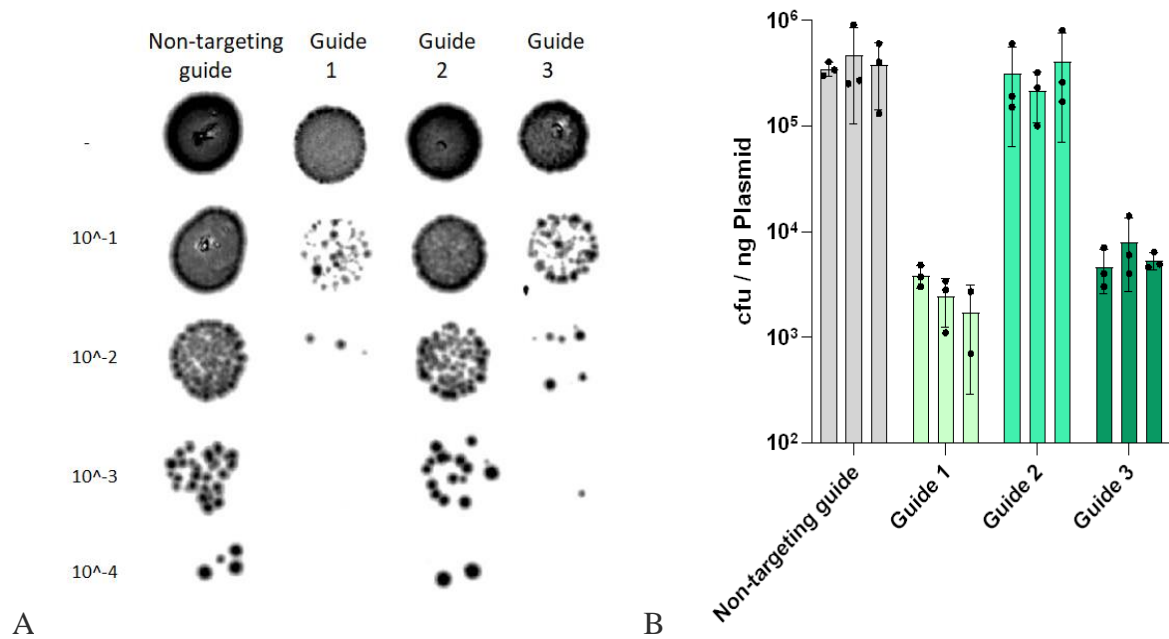 Non-targeting guide
Guide 1
Guide 2
Guide 3
-
10^-1
10^-2
10^-3
10^-4
A
cfu / ng Plasmid
10⁶
10⁵
10⁴
10³
10²
Non-targeting guide
Guide 1
Guide 2
Guide 3
B